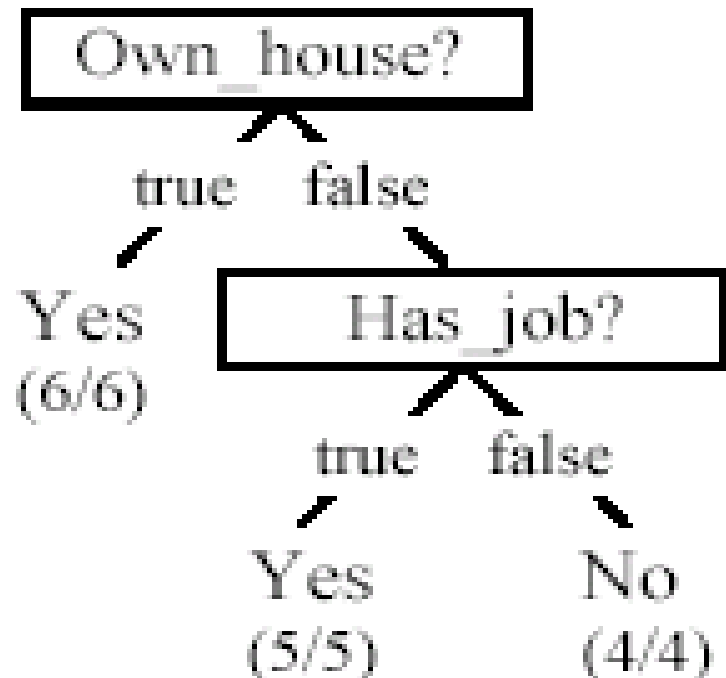 Own_house?
true false
Yes
(6/6)
Has_job?
true false
Yes No
(5/5) (4/4)